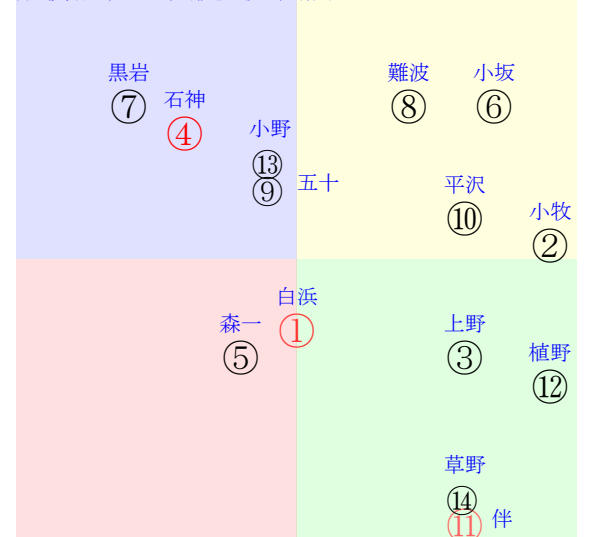 黒岩
⑦
石神
④
小野
⑬
⑨
五十
難波
⑧
小坂
⑥
平沢
⑩
小牧
②
白浜
①
森一
⑤
上野
③
植野
⑫
草野
⑭
⑪
伴